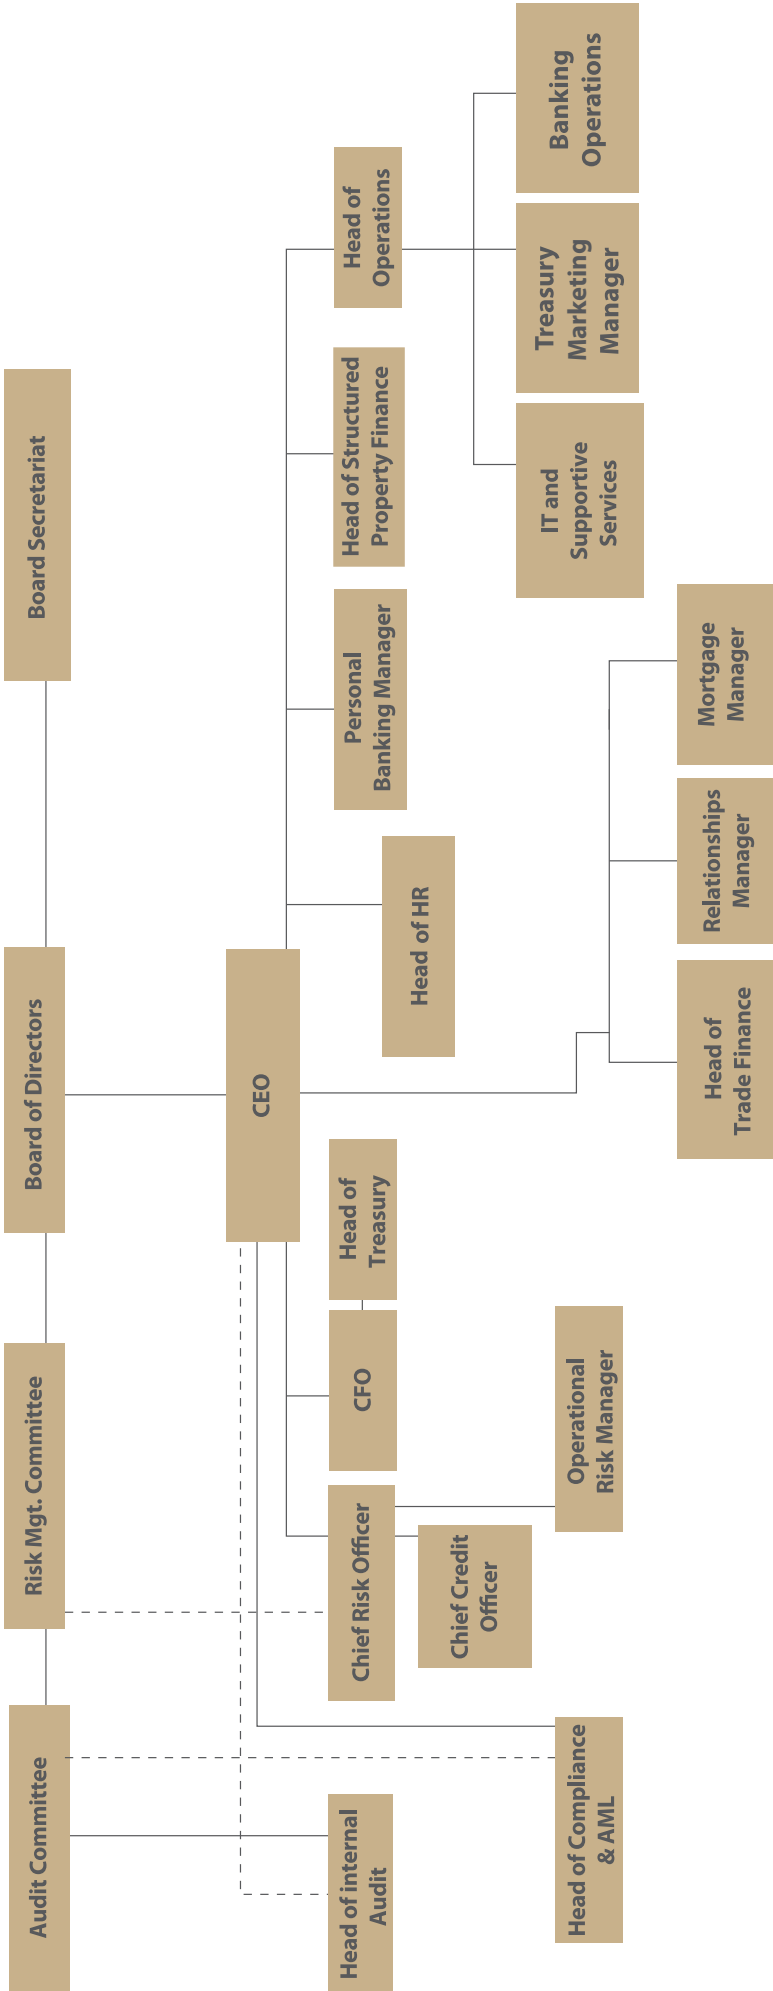 Audit Committee
Risk Mgt. Committee
Board of Directors
Board Secretariat
CEO
Head of internal
Audit
Chief Risk Officer
CFO
Head of
Treasury
Personal
Banking Manager
Head of Structured
Property Finance
Head of
Operations
Head of HR
Chief Credit
Officer
Head of Compliance
& AML
Operational
Risk Manager
IT and
Supportive
Services
Treasury
Marketing
Manager
Banking
Operations
Head of
Trade Finance
Relationships
Manager
Mortgage
Manager